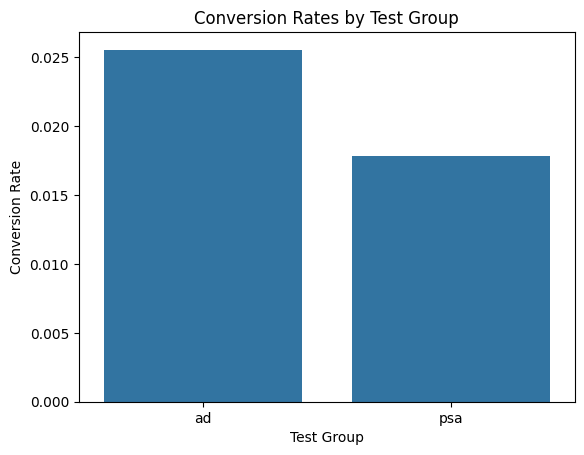 Conversion Rates by Test Group
0.025
0.020
0.015
0.010
0.005
0.000
Conversion Rate
ad
psa
Test Group